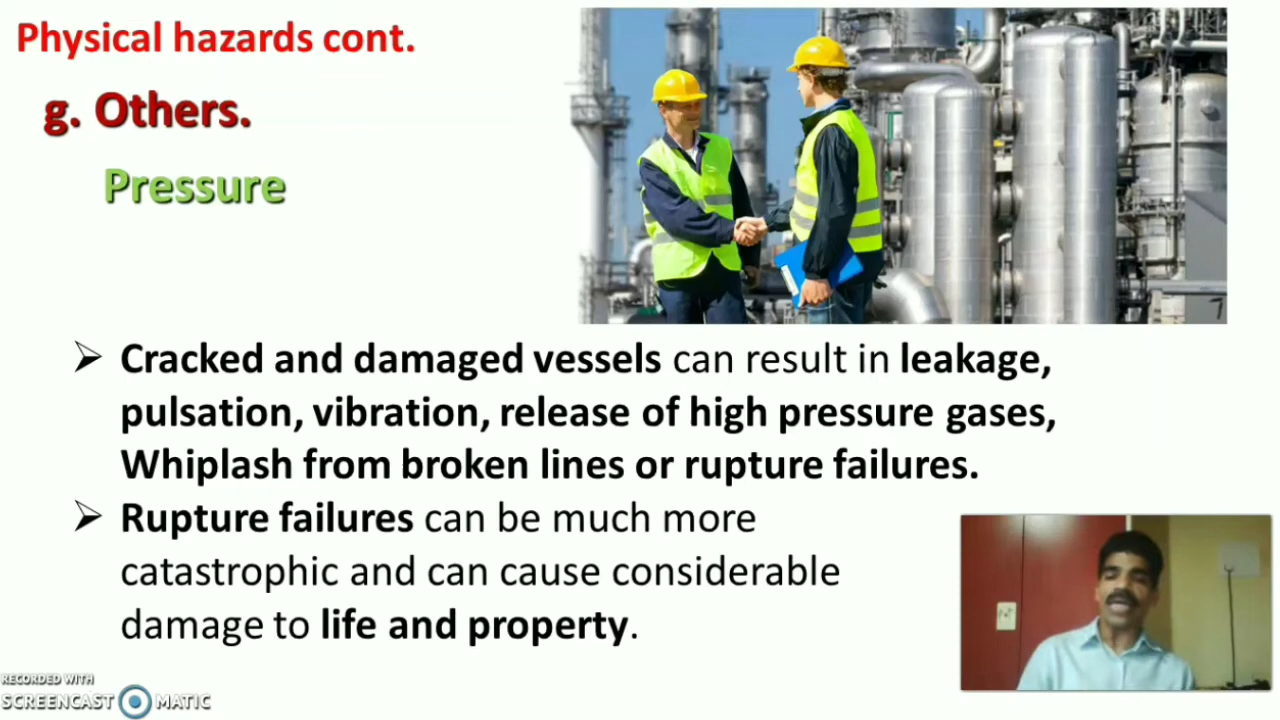 Physical hazards cont.
g. Others.
Pressure
➢ Cracked and damaged vessels can result in leakage,
pulsation, vibration, release of high pressure gases,
Whiplash from broken lines or rupture failures.
➢ Rupture failures can be much more
catastrophic and can cause considerable
damage to life and property.
RECORDED WITH
SCREENCAST MATIC